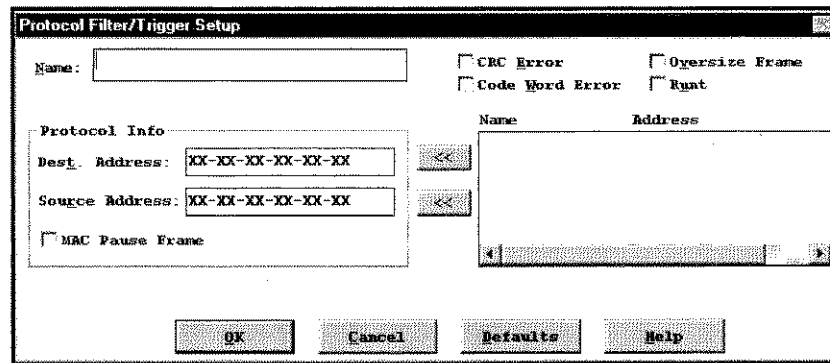 Protocol Filter/Trigger Setup
Name:
CRC Error
Oversize Frame
Code Word Error
Runt
Protocol Info
Name Address
Dest. Address: XX-XX-XX-XX-XX-XX <<
Source Address: XX-XX-XX-XX-XX-XX <<
MAC Pause Frame
OK Cancel Defaults Help